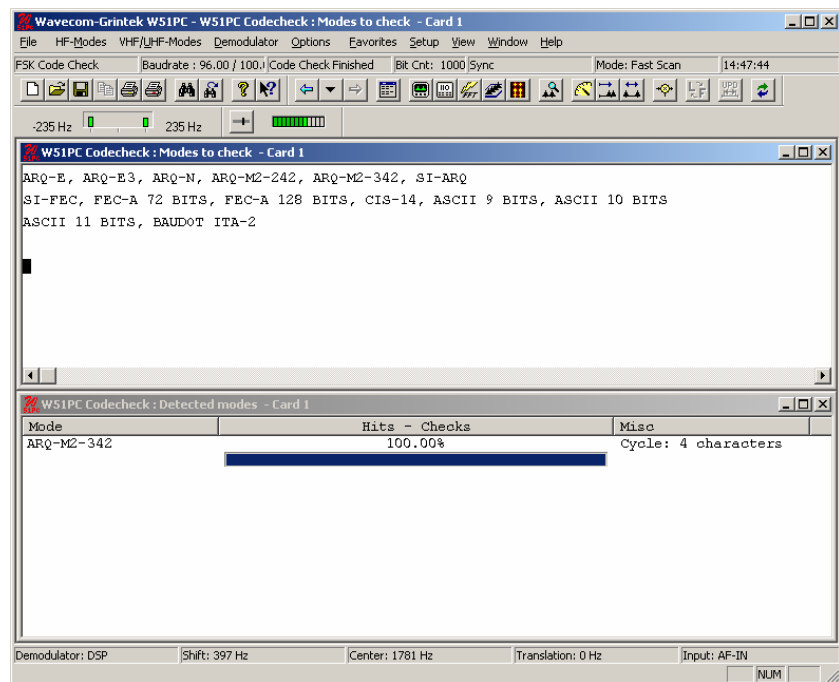 Wavecom-Grintek W51PC - W51PC Codecheck : Modes to check - Card 1
File HF-Modes VHF/UHF-Modes Demodulator Options Favorites Setup View Window Help
FSK Code Check Baudrate : 96.00 / 100.( Code Check Finished Bit Cnt: 1000 Sync Mode: Fast Scan 14:47:44
-235 Hz 235 Hz
W51PC Codecheck : Modes to check - Card 1
ARQ-E, ARQ-E3, ARQ-N, ARQ-M2-242, ARQ-M2-342, SI-ARQ
SI-FEC, FEC-A 72 BITS, FEC-A 128 BITS, CIS-14, ASCII 9 BITS, ASCII 10 BITS
ASCII 11 BITS, BAUDOT ITA-2
W51PC Codecheck : Detected modes - Card 1
Mode Hits - Checks Misc
ARQ-M2-342 100.00% Cycle: 4 characters
Demodulator: DSP Shift: 397 Hz Center: 1781 Hz Translation: 0 Hz Input: AF-IN
NUM